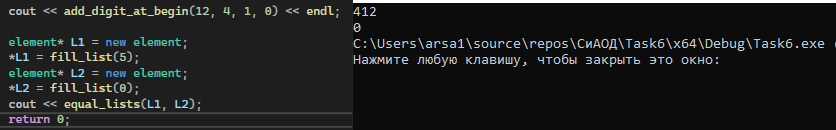 cout << add_digit_at_begin(12, 4, 1, 0) << endl;
element* L1 = new element;
*L1 = fill_list(5);
element* L2 = new element;
*L2 = fill_list(0);
cout << equal_lists(L1, L2);
return 0;
412
0
C:\Users\arsa1\source\repos\СиАОД\Task6\x64\Debug\Task6.exe
Нажмите любую клавишу, чтобы закрыть это окно: